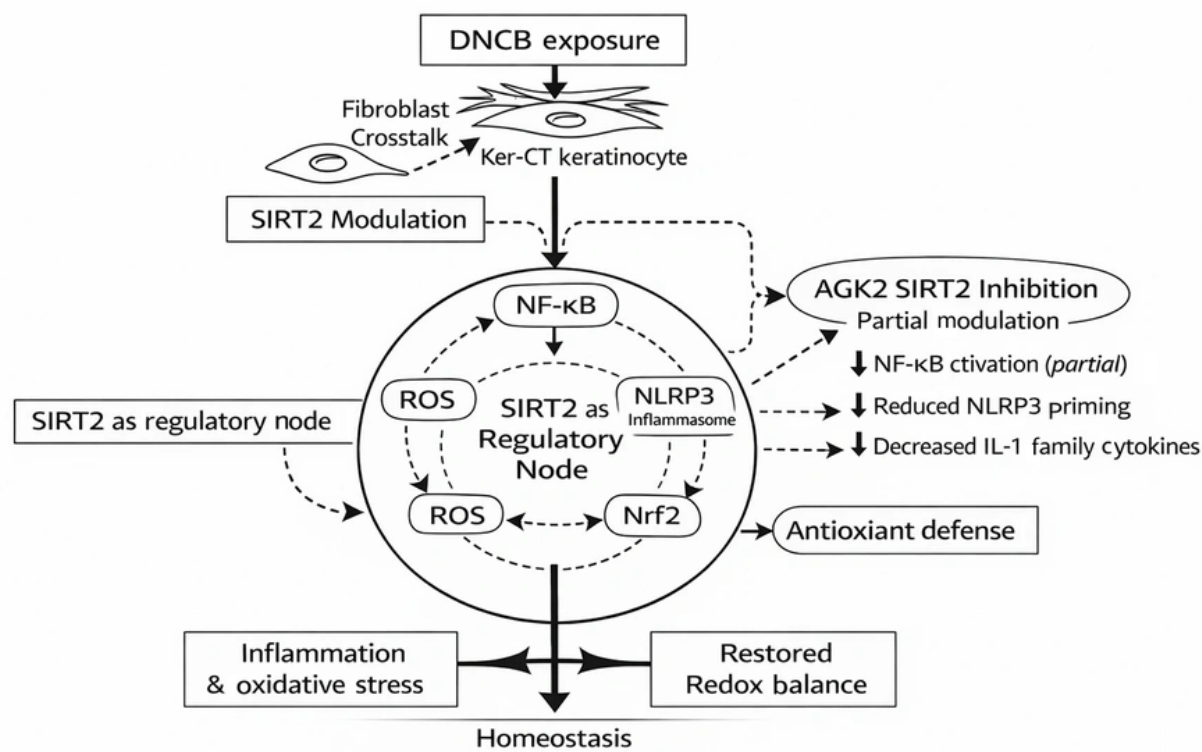 DNCB exposure
Fibroblast
Crosstalk
Ker-CT keratinocyte
SIRT2 Modulation
NF-κB
AGK2 SIRT2 Inhibition
Partial modulation
NF-κB ctivation (partial)
ROS
NLRP3
Inflammasome
Reduced NLRP3 priming
SIRT2 as regulatory node
SIRT2 as
Regulatory
Node
Decreased IL-1 family cytokines
ROS
Nrf2
Antioxiant defense
Inflammation
& oxidative stress
Restored
Redox balance
Homeostasis